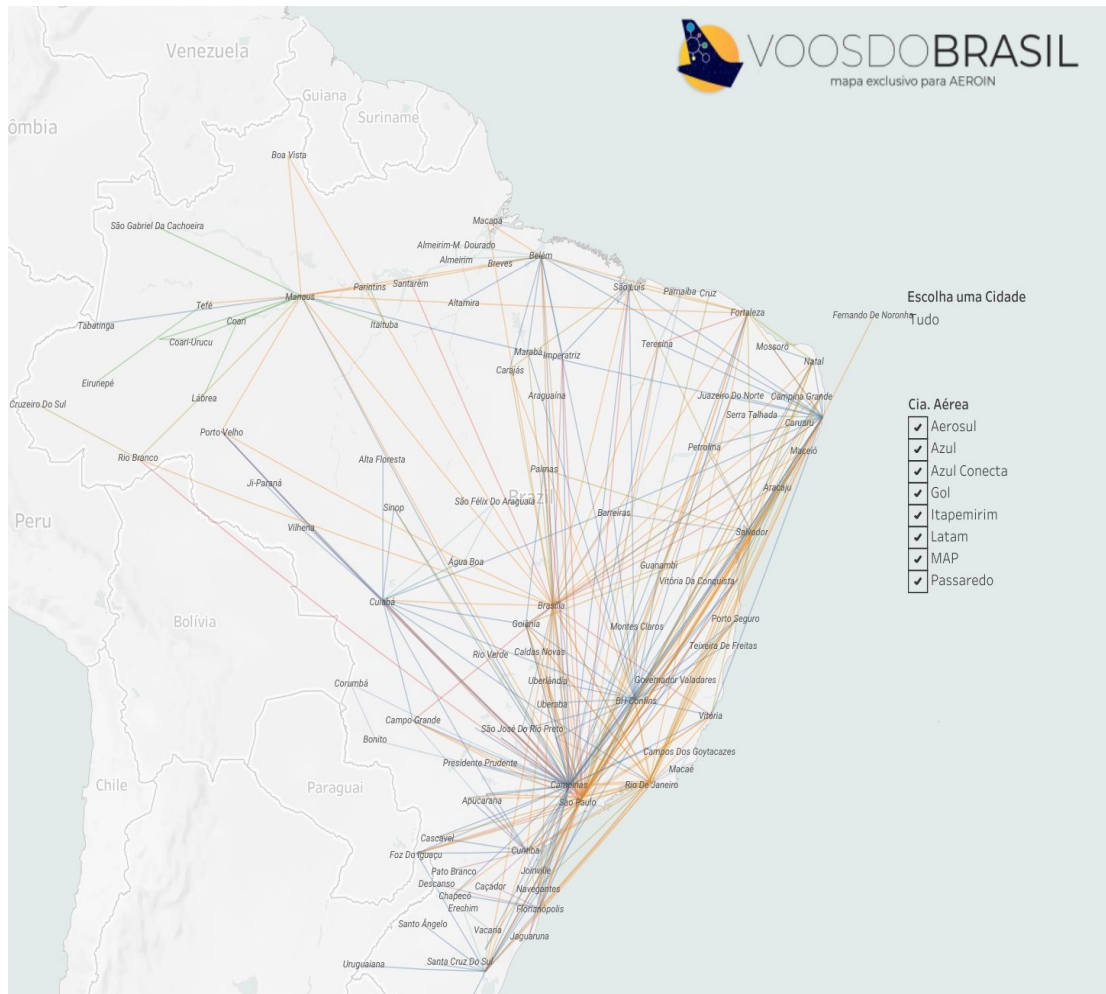 VOOSDOBRASIL
mapa exclusivo para AEROIN
Venezuela
Guiana
Suriname
ômbia
Boa Vista
São Gabriel Da Cachoeira
Macapá
Almeirim-M. Dourado
Almeirim
Breves
Belém
Manaus
Parintins
Santarém
Tefé
Altamira
São Luís
Parnaíba
Cruz
Escolha uma Cidade
Tudo
Fernando De Noronha
Fortaleza
Tabatinga
Coari
Itaituba
Coari-Urucu
Teresina
Mossoró
Natal
Marabá
Imperatriz
Carajás
Eirunepé
Lábrea
Araguaína
Juazeiro Do Norte
Campina Grande
Cruzeiro Do Sul
Serra Talhada
Caruaru
Cia. Aérea
Aerosul
Azul
Azul Conecta
Gol
Itapemirim
Latam
MAP
Passaredo
Porto Velho
Petrolina
Maceió
Rio Branco
Alta Floresta
Palmas
Ji-Paraná
Aracaju
São Félix Do Araguaia
Brazil
Sinop
Barreiras
Peru
Vilhena
Salvador
Água Boa
Guanambi
Vitória Da Conquista
Cuiabá
Brasília
Bolívia
Goiânia
Montes Claros
Porto Seguro
Rio Verde
Caldas Novas
Teixeira De Freitas
Corumbá
Uberlândia
Governador Valadares
Uberaba
BH Confins
Campo Grande
São José Do Rio Preto
Vitória
Bonito
Presidente Prudente
Campos Dos Goytacazes
Macaé
Chile
Paraguai
Campinas
Rio De Janeiro
Apucarana
São Paulo
Cascavel
Foz Do Iguaçu
Curitiba
Pato Branco
Joinville
Descanso
Caçador
Navegantes
Chapecó
Erechim
Florianópolis
Santo Ângelo
Vacaria
Jaguaruna
Uruguaiana
Santa Cruz Do Sul